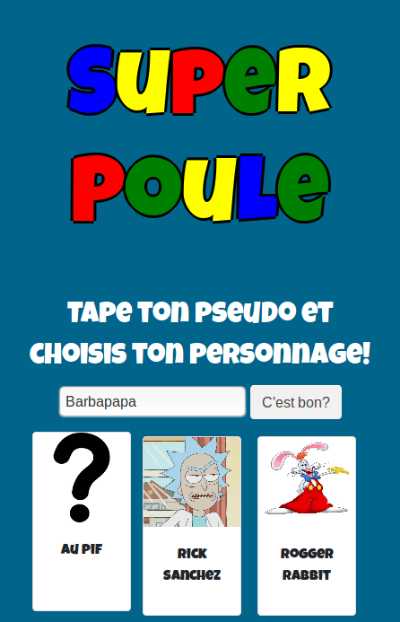 SUPER
POULE
Tape ton pseudo et
choisis ton personnage!
Barbapapa
C'est bon?
?
Au pif
Rick
Sanchez
Rogger
Rabbit